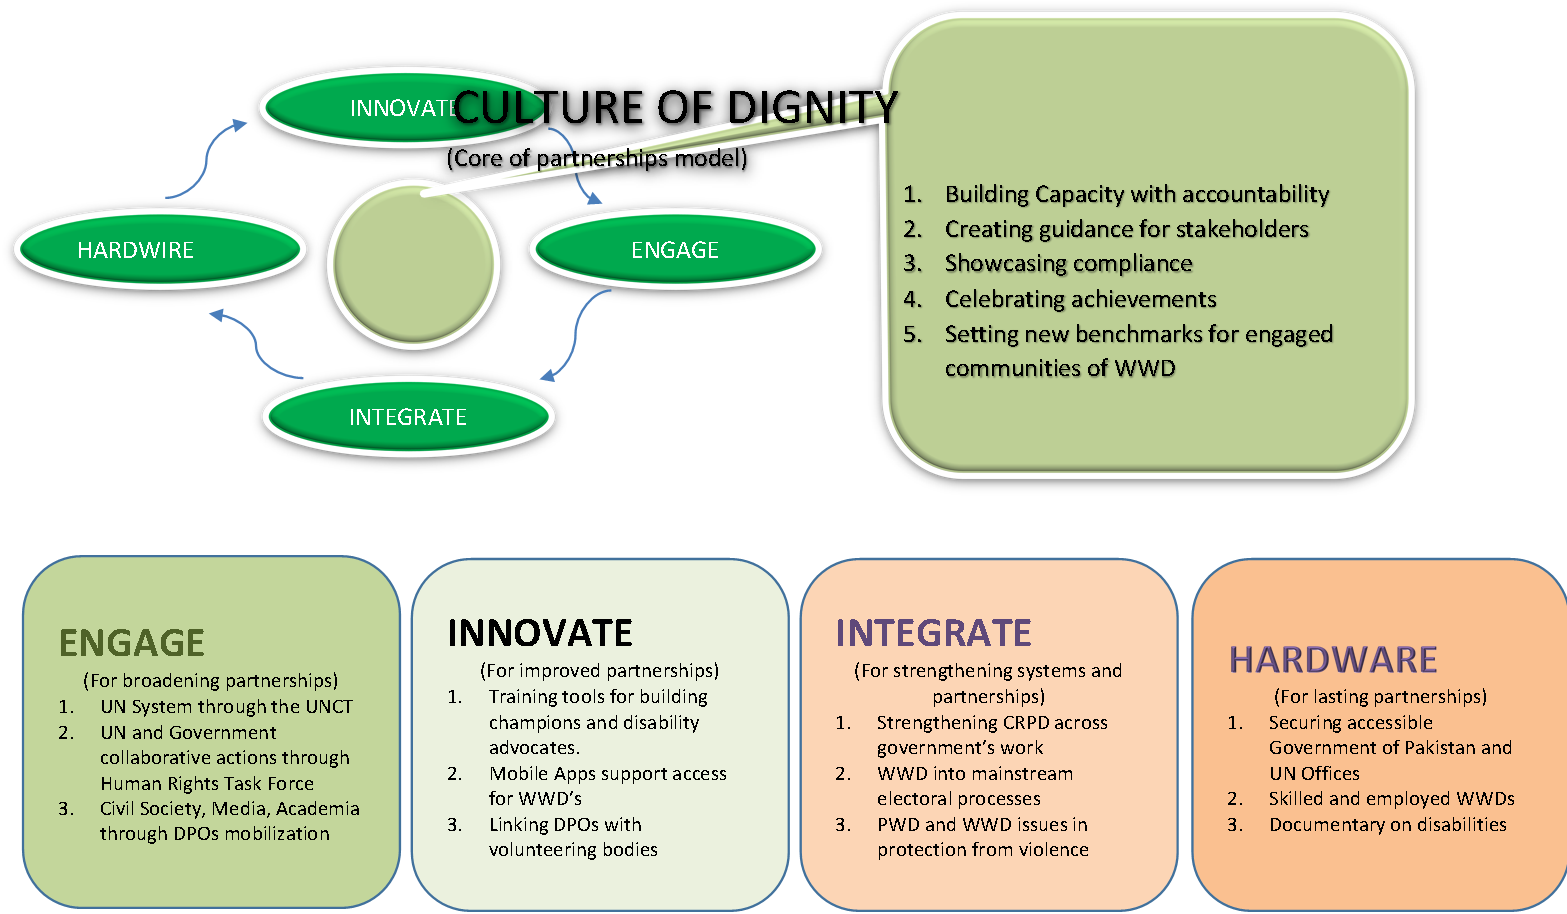 INNOVATE
CULTURE OF DIGNITY
(Core of partnerships model)
HARDWIRE
ENGAGE
INTEGRATE
1. Building Capacity with accountability
2. Creating guidance for stakeholders
3. Showcasing compliance
4. Celebrating achievements
5. Setting new benchmarks for engaged
communities of WWD
ENGAGE
(For broadening partnerships)
1. UN System through the UNCT
2. UN and Government
collaborative actions through
Human Rights Task Force
3. Civil Society, Media, Academia
through DPOs mobilization
INNOVATE
(For improved partnerships)
1. Training tools for building
champions and disability
advocates.
2. Mobile Apps support access
for WWD's
3. Linking DPOs with
volunteering bodies
INTEGRATE
(For strengthening systems and
partnerships)
1. Strengthening CRPD across
government's work
2. WWD into mainstream
electoral processes
3. PWD and WWD issues in
protection from violence
HARDWARE
(For lasting partnerships)
1. Securing accessible
Government of Pakistan and
UN Offices
2. Skilled and employed WWDs
3. Documentary on disabilities